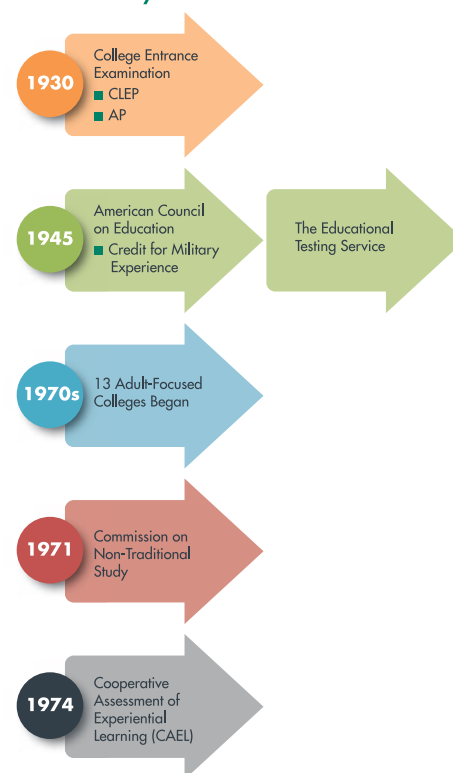 1930
College Entrance
Examination
■ CLEP
■ AP
1945
American Council
on Education
■ Credit for Military
Experience
The Educational
Testing Service
1970s
13 Adult-Focused
Colleges Began
1971
Commission on
Non-Traditional
Study
1974
Cooperative
Assessment of
Experiential
Learning (CAEL)